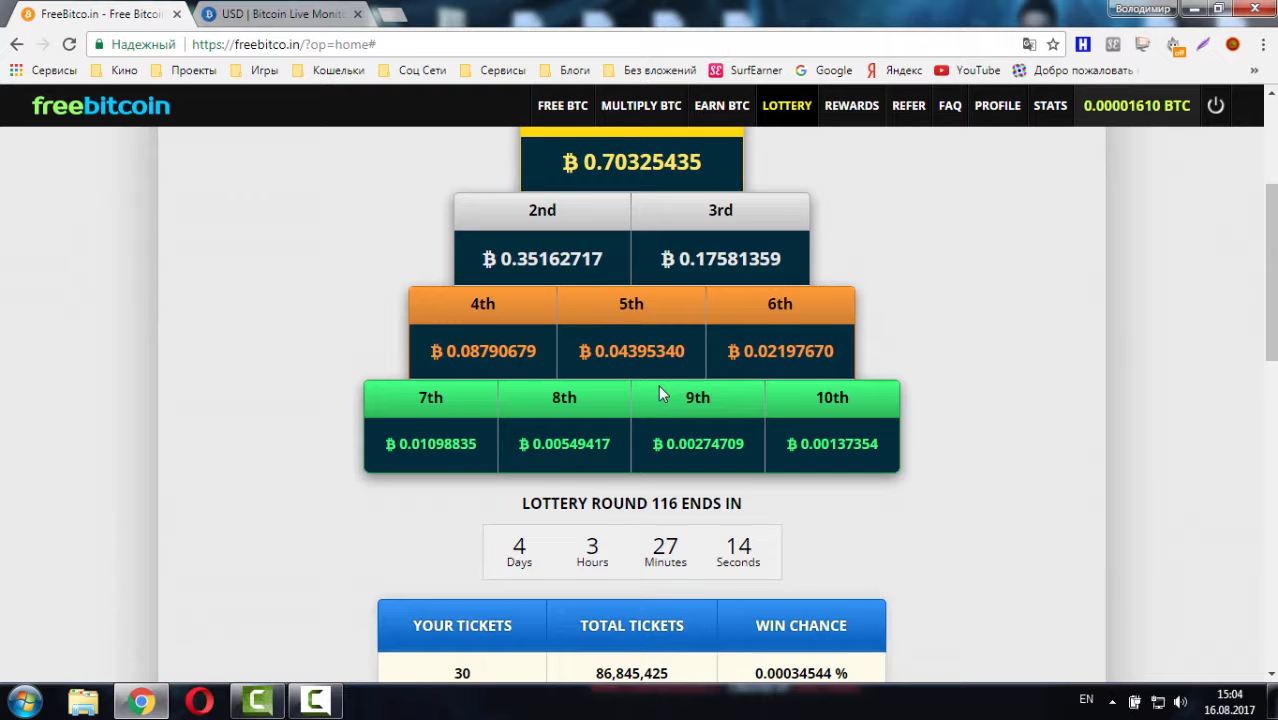 FreeBitco.in - Free Bitcoin
USD | Bitcoin Live Monito
Володимир
Надежный
https://freebitco.in/?op=home#
Сервисы
Кино
Проекты
Игры
Кошельки
Соц Сети
Сервисы
Блоги
Без вложений
SurfEarner
Google
Яндекс
YouTube
Добро пожаловать
freebitcoin
FREE BTC MULTIPLY BTC EARN BTC LOTTERY REWARDS REFER FAQ PROFILE STATS 0.00001610 BTC
₿ 0.70325435
2nd 3rd
₿ 0.35162717 ₿ 0.17581359
4th 5th 6th
₿ 0.08790679 ₿ 0.04395340 ₿ 0.02197670
7th 8th 9th 10th
₿ 0.01098835 ₿ 0.00549417 ₿ 0.00274709 ₿ 0.00137354
LOTTERY ROUND 116 ENDS IN
4 3 27 14
Days Hours Minutes Seconds
YOUR TICKETS TOTAL TICKETS WIN CHANCE
30 86,845,425 0.00034544 %
EN
15:04
16.08.2017